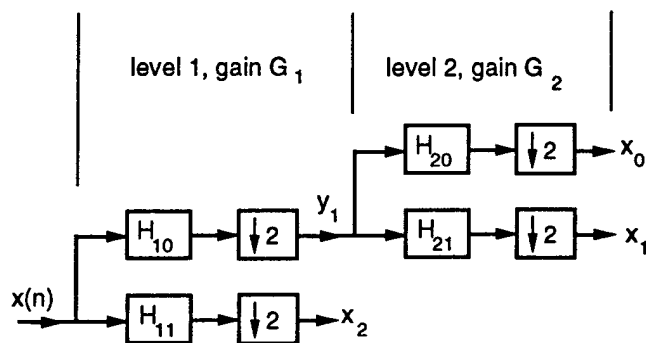 level 1, gain G₁
level 2, gain G₂
H₂₀
↓2
x₀
y₁
H₁₀
↓2
H₂₁
↓2
x₁
x(n)
H₁₁
↓2
x₂